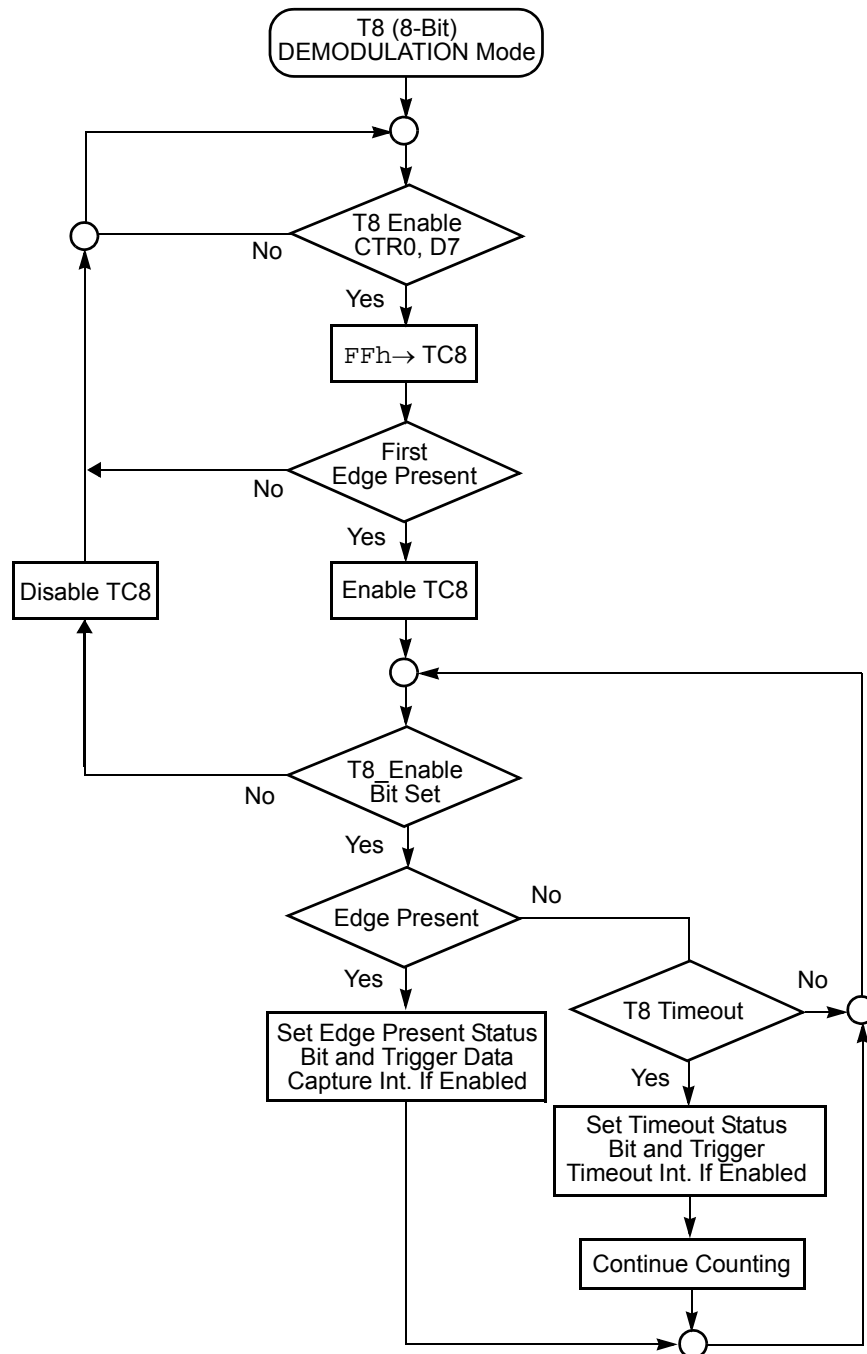 T8 (8-Bit)
DEMODULATION Mode
T8 Enable
CTR0, D7
No
Yes
FFh→ TC8
First
Edge Present
No
Yes
Disable TC8
Enable TC8
T8_Enable
Bit Set
No
Yes
Edge Present
No
Yes
T8 Timeout
No
Set Edge Present Status
Bit and Trigger Data
Capture Int. If Enabled
Yes
Set Timeout Status
Bit and Trigger
Timeout Int. If Enabled
Continue Counting